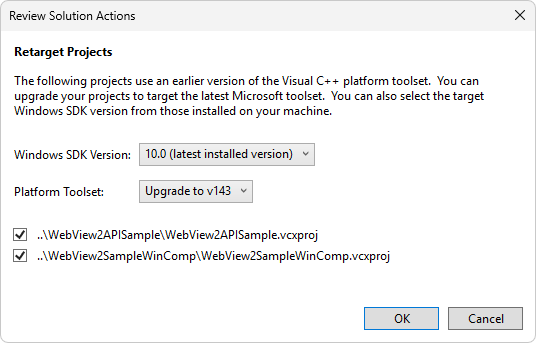 Review Solution Actions
Retarget Projects
The following projects use an earlier version of the Visual C++ platform toolset.  You can
upgrade your projects to target the latest Microsoft toolset.  You can also select the target
Windows SDK version from those installed on your machine.
Windows SDK Version: 10.0 (latest installed version)
Platform Toolset: Upgrade to v143
..\WebView2APISample\WebView2APISample.vcxproj
..\WebView2SampleWinComp\WebView2SampleWinComp.vcxproj
OK Cancel